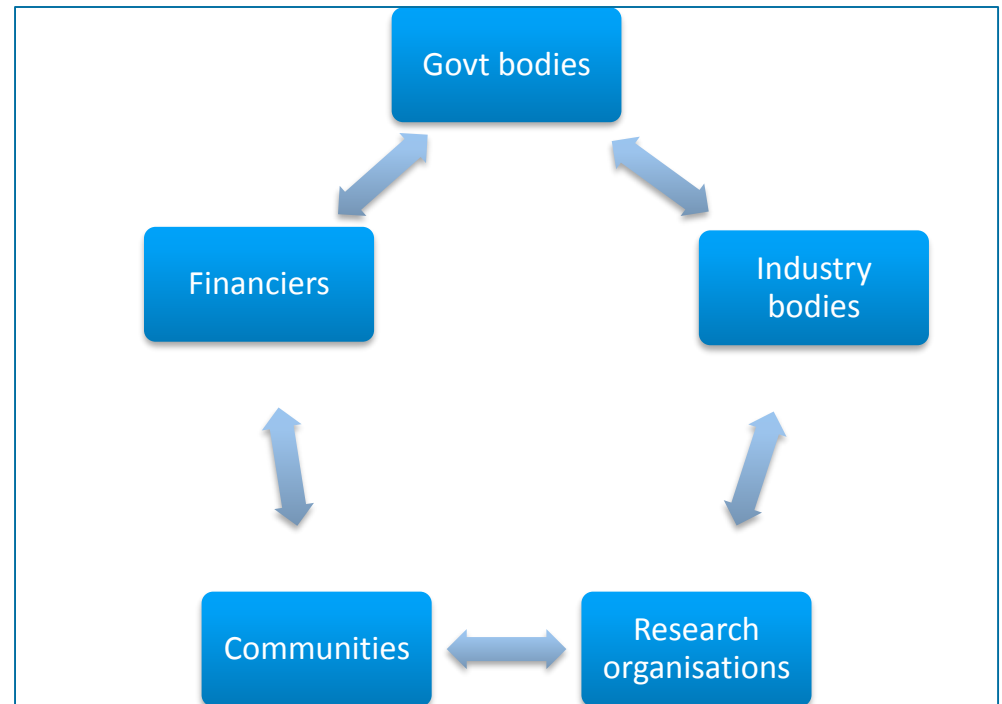 Govt bodies
Financiers
Industry
bodies
Communities
Research
organisations